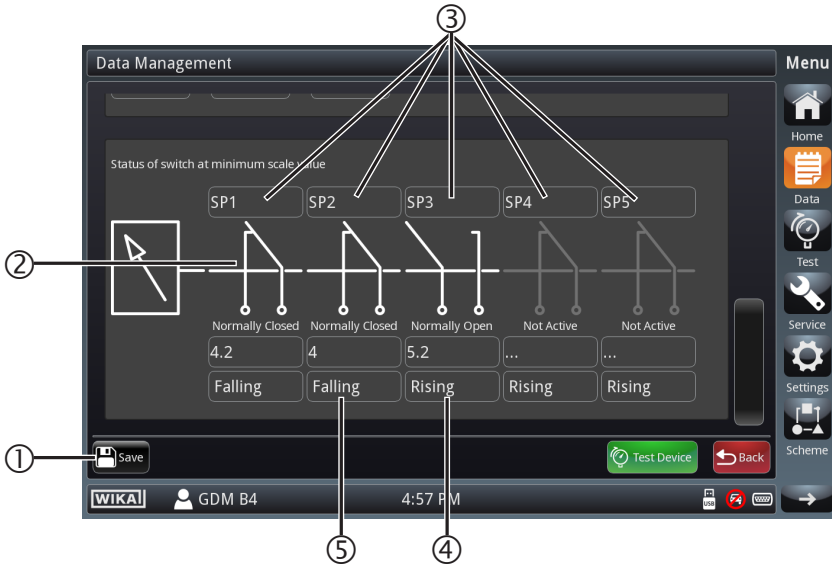 ③
Data Management
Menu
Home
Status of switch at minimum scale value
Data
SP1 SP2 SP3 SP4 SP5
Test
②
Normally Closed Normally Closed Normally Open Not Active Not Active
Service
4.2 4 5.2 ... ...
Falling Falling Rising Rising Rising
Settings
①
Save Test Device Back
Scheme
WIKAI GDM B4 4:57 PM USB
⑤ ④